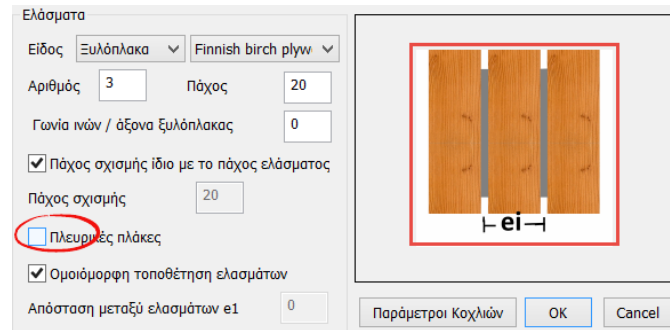 Ελάσματα
Είδος Ξυλόπλακα Finnish birch plyw
Αριθμός 3 Πάχος 20
Γωνία ινών / άξονα ξυλόπλακας 0
Πάχος σχισμής ίδιο με το πάχος ελάσματος
Πάχος σχισμής 20
Πλευρικές πλάκες
Ομοιόμορφη τοποθέτηση ελασμάτων
Απόσταση μεταξύ ελασμάτων e1 0
ei
Παράμετροι Κοχλιών OK Cancel